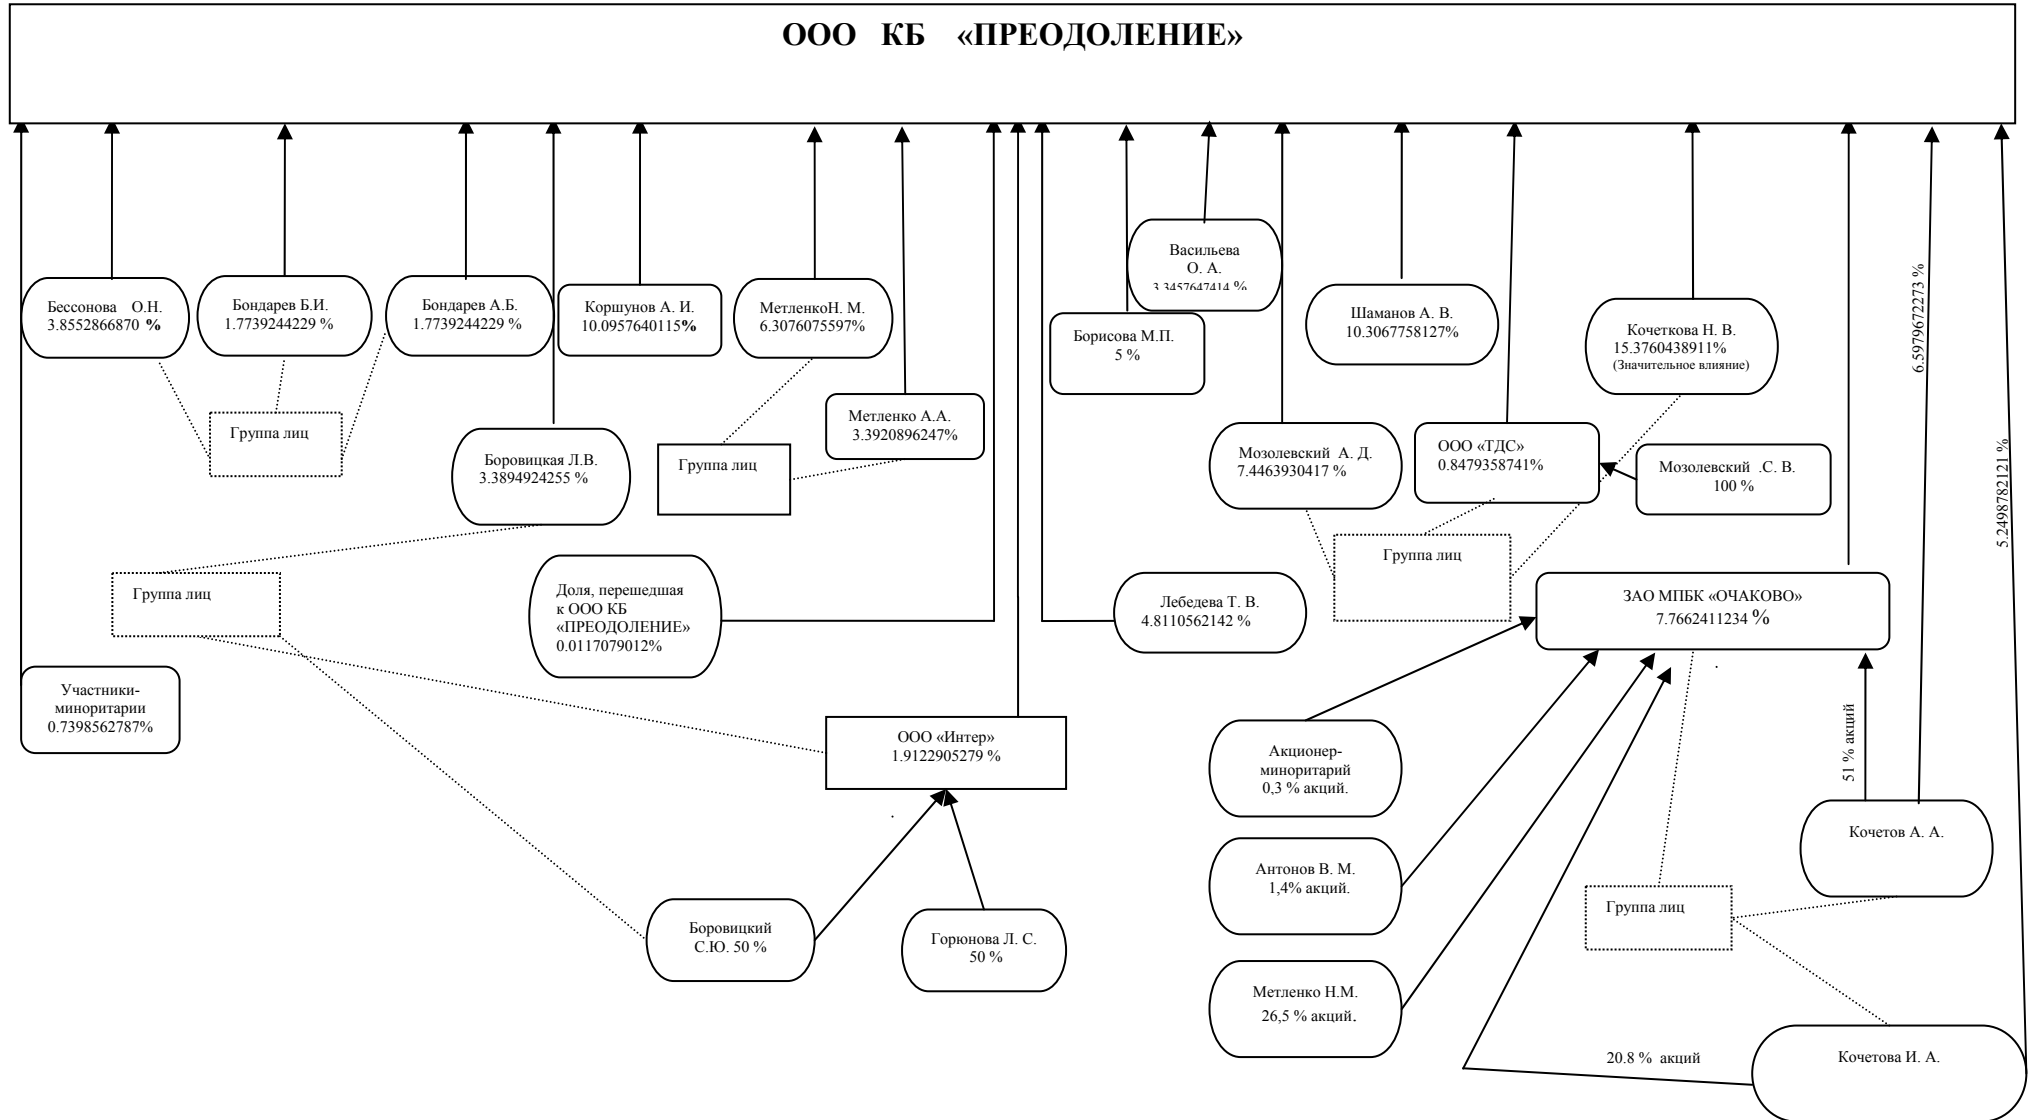 ООО КБ «ПРЕОДОЛЕНИЕ»
Бессонова О.Н.
3.8552866870 %
Бондарев Б.И.
1.7739244229 %
Бондарев А.Б.
1.7739244229 %
Коршунов А. И.
10.0957640115%
МетленкоН. М.
6.3076075597%
Борисова М.П.
5 %
Васильева
О. А.
3.3457647414 %
Шаманов А. В.
10.3067758127%
Кочеткова Н. В.
15.3760438911%
(Значительное влияние)
6.5979672273 %
5.2498782121 %
Группа лиц
Боровицкая Л.В.
3.3894924255 %
Группа лиц
Метленко А.А.
3.3920896247%
Мозолевский А. Д.
7.4463930417 %
ООО «ТДС»
0.8479358741%
Мозолевский .С. В.
100 %
Группа лиц
Группа лиц
Доля, перешедшая
к ООО КБ
«ПРЕОДОЛЕНИЕ»
0.0117079012%
Лебедева Т. В.
4.8110562142 %
ЗАО МПБК «ОЧАКОВО»
7.7662411234 %
Участники-
миноритарии
0.7398562787%
ООО «Интер»
1.9122905279 %
Акционер-
миноритарий
0,3 % акций.
51 % акций
Кочетов А. А.
Антонов В. М.
1,4% акций.
Группа лиц
Боровицкий
С.Ю. 50 %
Горюнова Л. С.
50 %
Метленко Н.М.
26,5 % акций.
20.8 % акций
Кочетова И. А.